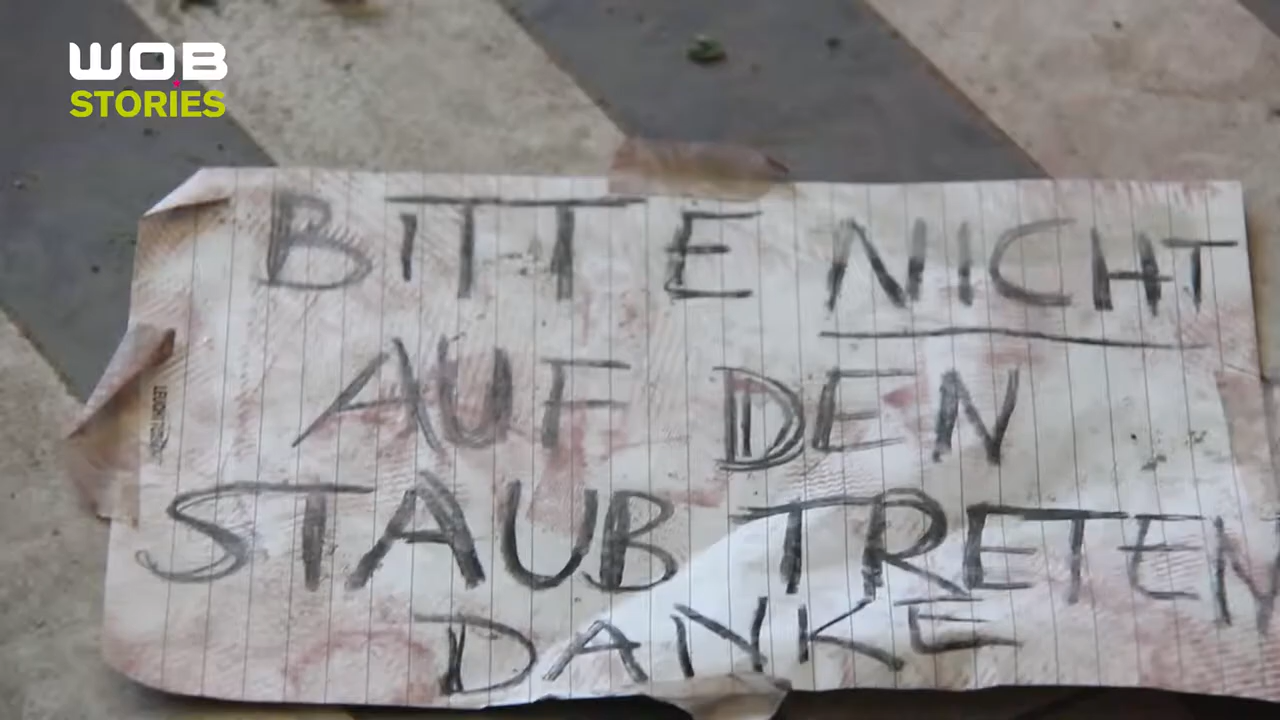 WOB
STORIES
BITTE NICHT
AUF DEN
STAUB TRETEN
DANKE